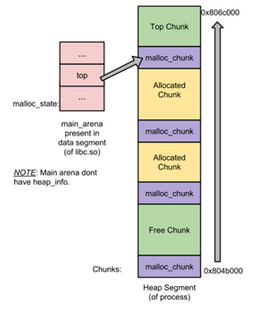 0x806c000
Top Chunk
...
malloc_chunk
top
Allocated
Chunk
...
malloc_state:
malloc_chunk
main_arena
present in
data segment
(of libc.so)
Allocated
Chunk
NOTE: Main arena dont
have heap_info.
malloc_chunk
Free Chunk
Chunks:
malloc_chunk
0x804b000
Heap Segment
(of process)